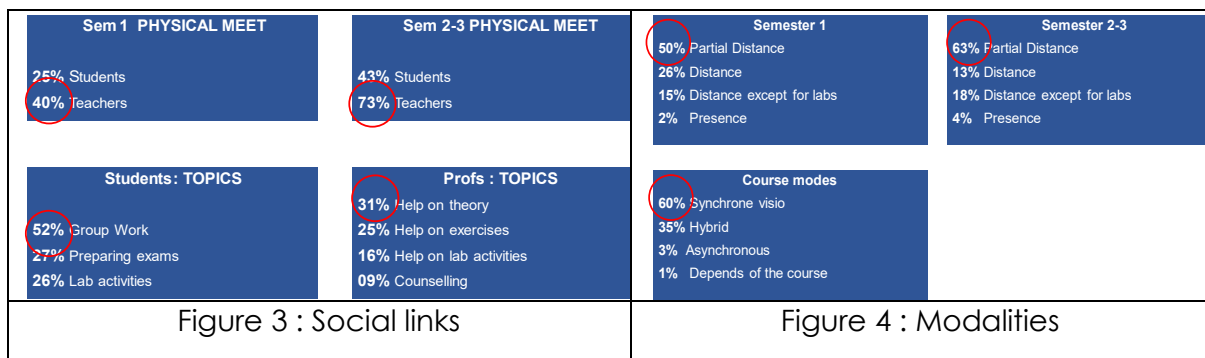 Sem 1 PHYSICAL MEET
25% Students
40% Teachers
Sem 2-3 PHYSICAL MEET
43% Students
73% Teachers
Students: TOPICS
52% Group Work
27% Preparing exams
26% Lab activities
Profs : TOPICS
31% Help on theory
25% Help on exercises
16% Help on lab activities
09% Counselling
Figure 3 : Social links
Semester 1
50% Partial Distance
26% Distance
15% Distance except for labs
2% Presence
Semester 2-3
63% Partial Distance
13% Distance
18% Distance except for labs
4% Presence
Course modes
60% Synchrone visio
35% Hybrid
3% Asynchronous
1% Depends of the course
Figure 4 : Modalities